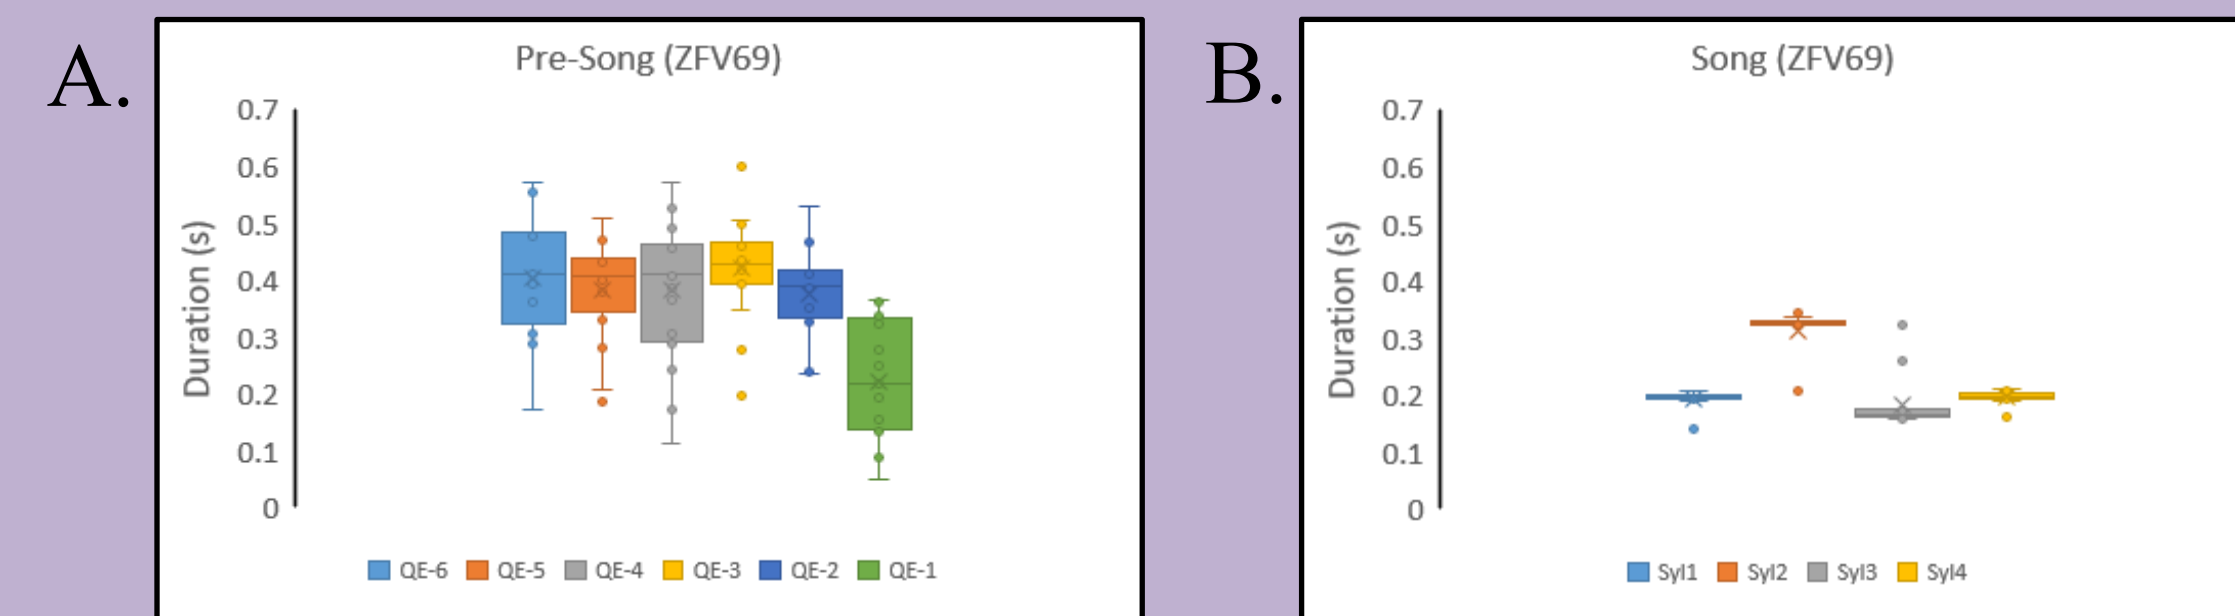 A.
Pre-Song (ZFV69)
Duration (s)
0.7
0.6
0.5
0.4
0.3
0.2
0.1
0
QE-6 QE-5 QE-4 QE-3 QE-2 QE-1
B.
Song (ZFV69)
Duration (s)
0.7
0.6
0.5
0.4
0.3
0.2
0.1
0
Syl1 Syl2 Syl3 Syl4